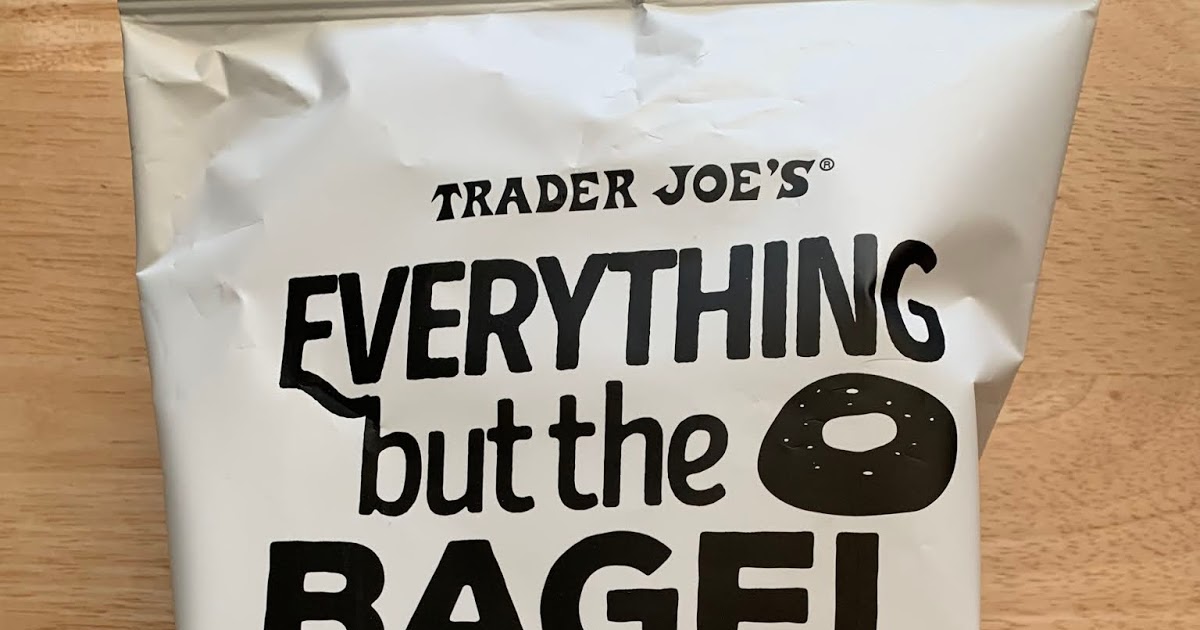 TRADER JOE'S®
EVERYTHING
but the
BAGEL